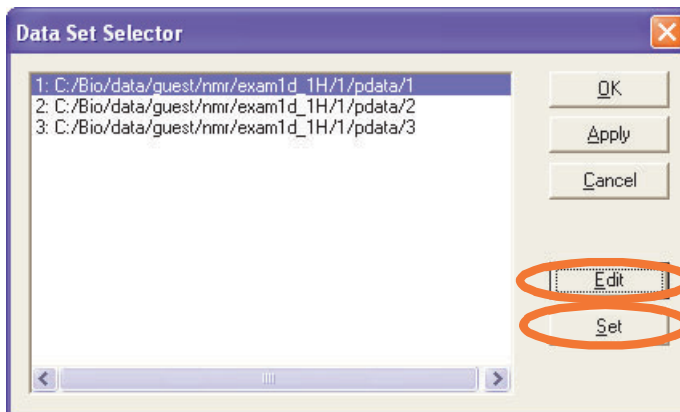 Data Set Selector
1: C:/Bio/data/guest/nmr/exam1d_1H/1/pdata/1
2: C:/Bio/data/guest/nmr/exam1d_1H/1/pdata/2
3: C:/Bio/data/guest/nmr/exam1d_1H/1/pdata/3
OK
Apply
Cancel
Edit
Set